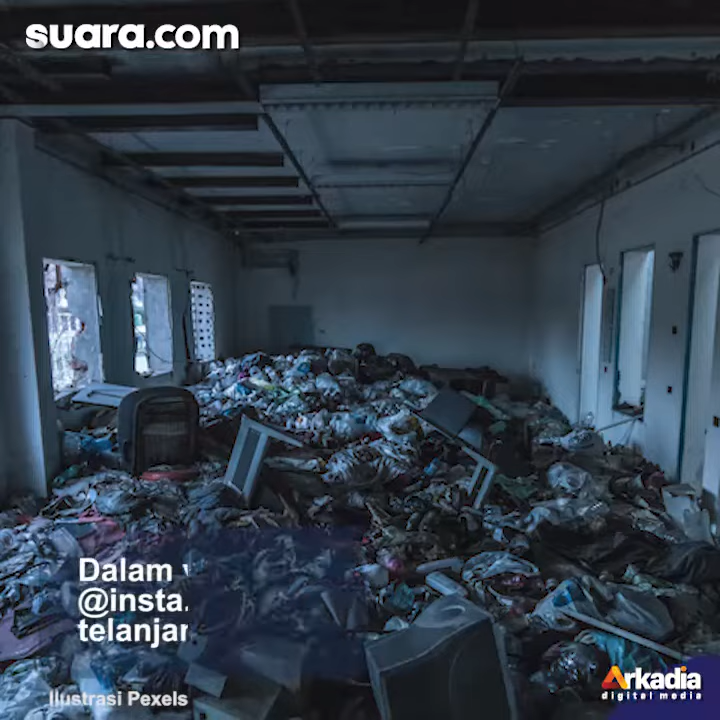 suara.com
Dalam
@insta.
telanjar
Ilustrasi Pexels
Arkadia
digital media